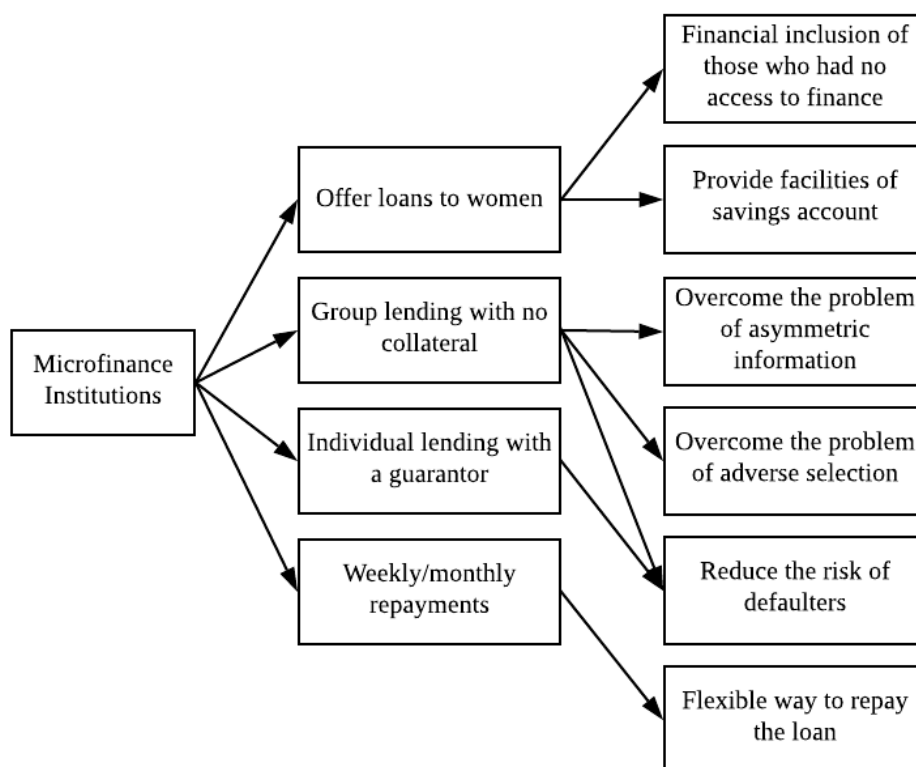 Microfinance
Institutions
Offer loans to women
Group lending with no
collateral
Individual lending with
a guarantor
Weekly/monthly
repayments
Financial inclusion of
those who had no
access to finance
Provide facilities of
savings account
Overcome the problem
of asymmetric
information
Overcome the problem
of adverse selection
Reduce the risk of
defaulters
Flexible way to repay
the loan